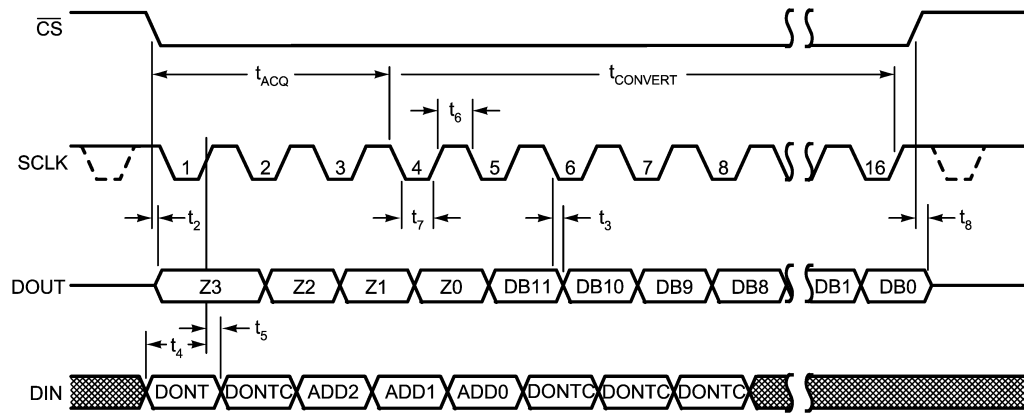 CS
tACQ
tCONVERT
t6
SCLK
1 2 3 4 5 6 7 8 16
t2
t7
t3
t8
DOUT
Z3 Z2 Z1 Z0 DB11 DB10 DB9 DB8 DB1 DB0
t5
t4
DIN
DONT DONTC ADD2 ADD1 ADD0 DONTC DONTC DONTC